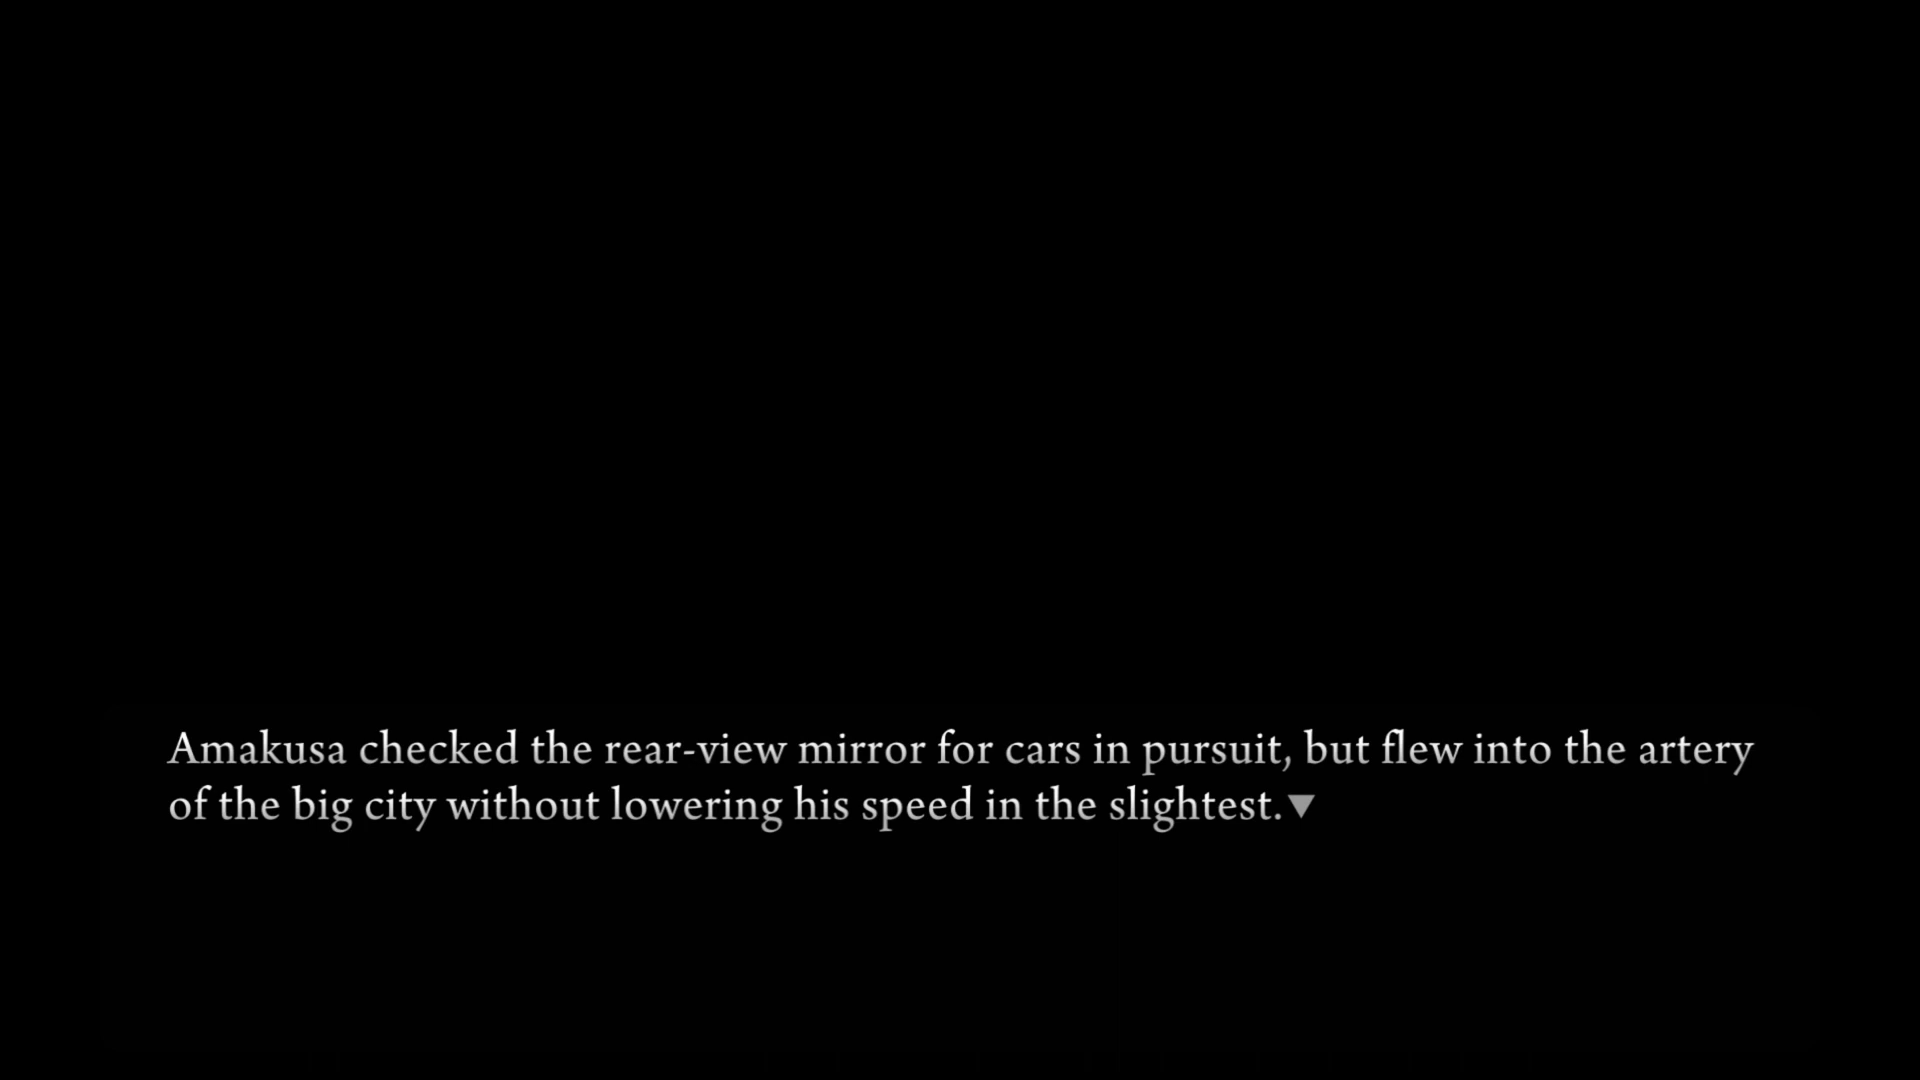 Amakusa checked the rear-view mirror for cars in pursuit, but flew into the artery
of the big city without lowering his speed in the slightest.▼